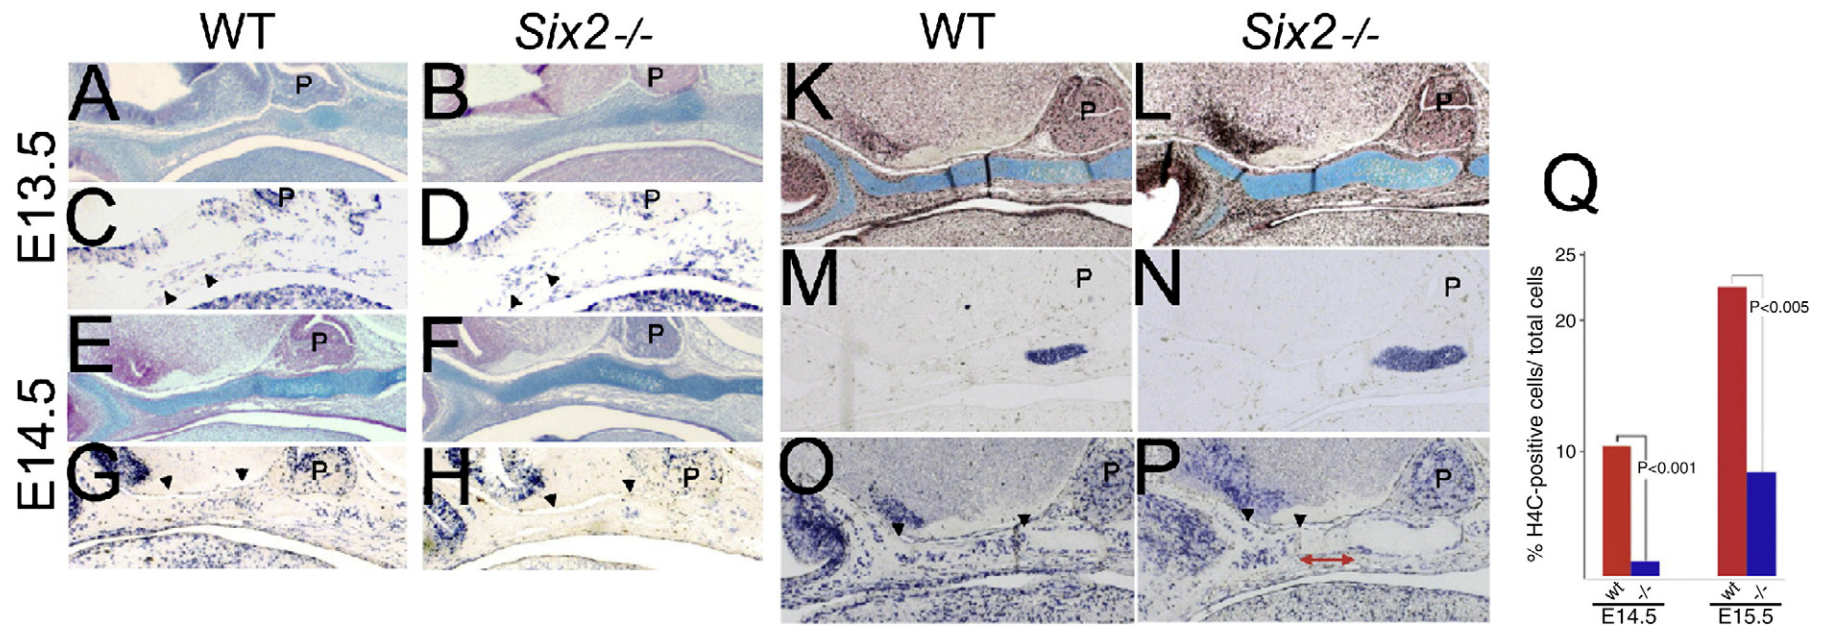 WT Six2-/- WT Six2-/-
E13.5
A P B P K P L P
C P D P
Q
E14.5
E P F P M P N P
G P H P O P P P
% H4C-positive cells/ total cells
25
20
10
P<0.005
P<0.001
wt -/- wt -/-
E14.5 E15.5